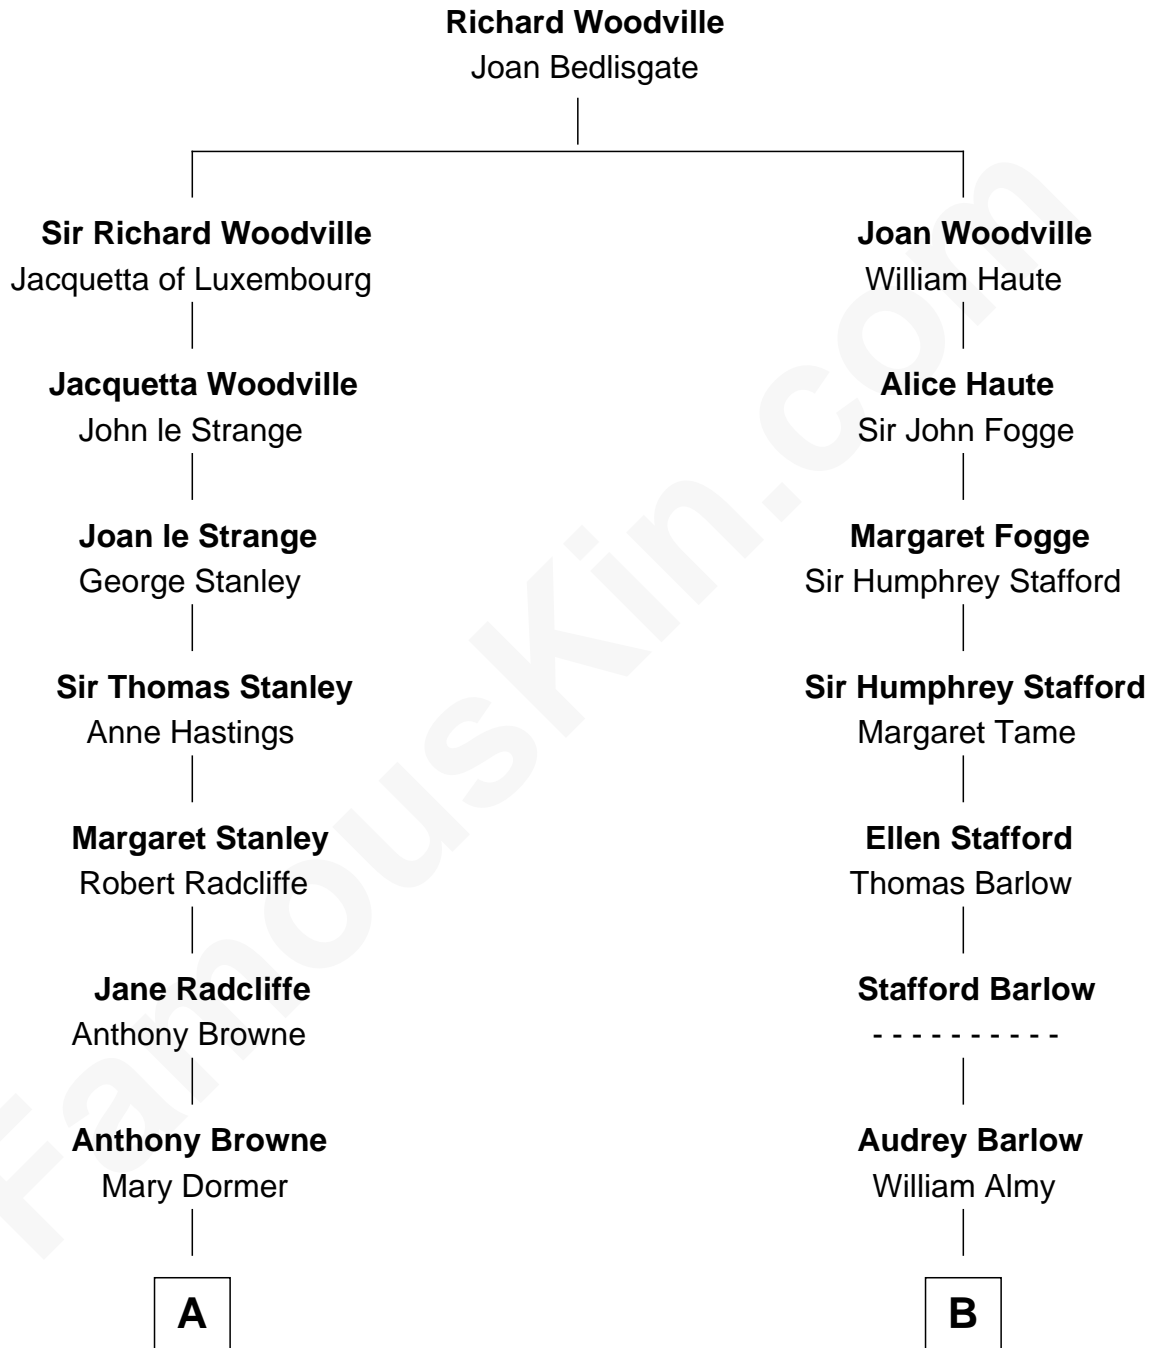 Richard Woodville
Joan Bedlisgate
Sir Richard Woodville
Jacquetta of Luxembourg
Joan Woodville
William Haute
Jacquetta Woodville
John le Strange
Alice Haute
Sir John Fogge
Joan le Strange
George Stanley
Margaret Fogge
Sir Humphrey Stafford
Sir Thomas Stanley
Anne Hastings
Sir Humphrey Stafford
Margaret Tame
Margaret Stanley
Robert Radcliffe
Ellen Stafford
Thomas Barlow
Jane Radcliffe
Anthony Browne
Stafford Barlow
- - - - - - - - - -
Anthony Browne
Mary Dormer
Audrey Barlow
William Almy
A
B
FamousKin.com